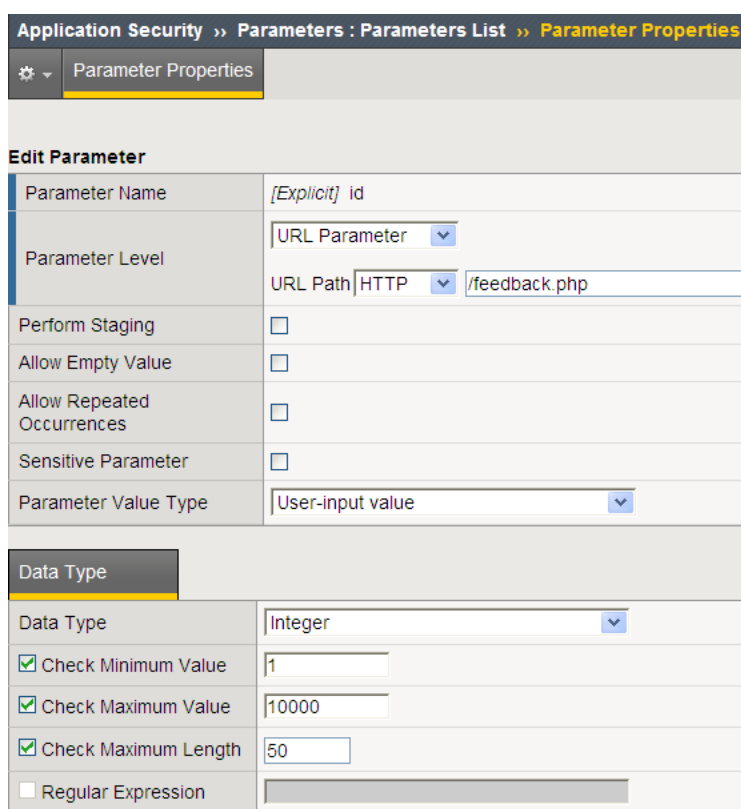 Application Security ›› Parameters : Parameters List ›› Parameter Properties
Parameter Properties
Edit Parameter
Parameter Name [Explicit] id
Parameter Level URL Parameter
URL Path HTTP /feedback.php
Perform Staging
Allow Empty Value
Allow Repeated
Occurrences
Sensitive Parameter
Parameter Value Type User-input value
Data Type
Data Type Integer
Check Minimum Value 1
Check Maximum Value 10000
Check Maximum Length 50
Regular Expression